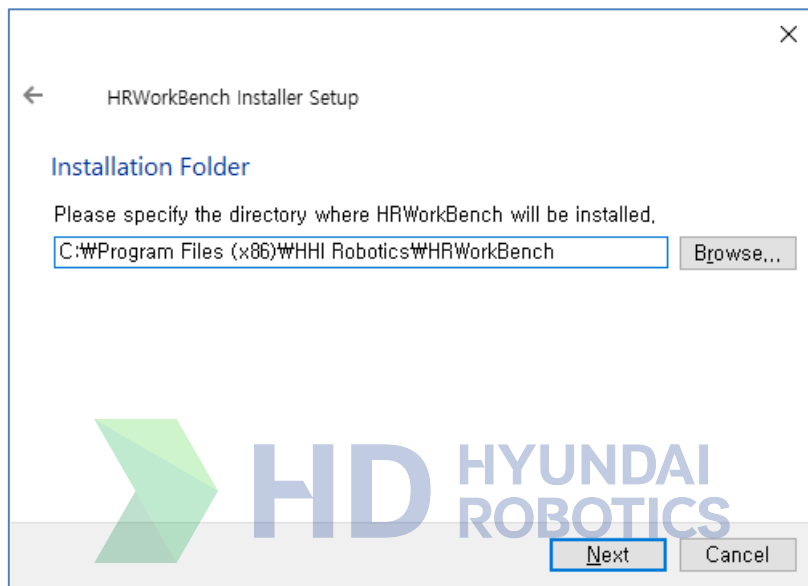 HRWorkBench Installer Setup
Installation Folder
Please specify the directory where HRWorkBench will be installed.
C:₩Program Files (x86)₩HHI Robotics₩HRWorkBench
Browse...
HD HYUNDAI
ROBOTICS
Next
Cancel